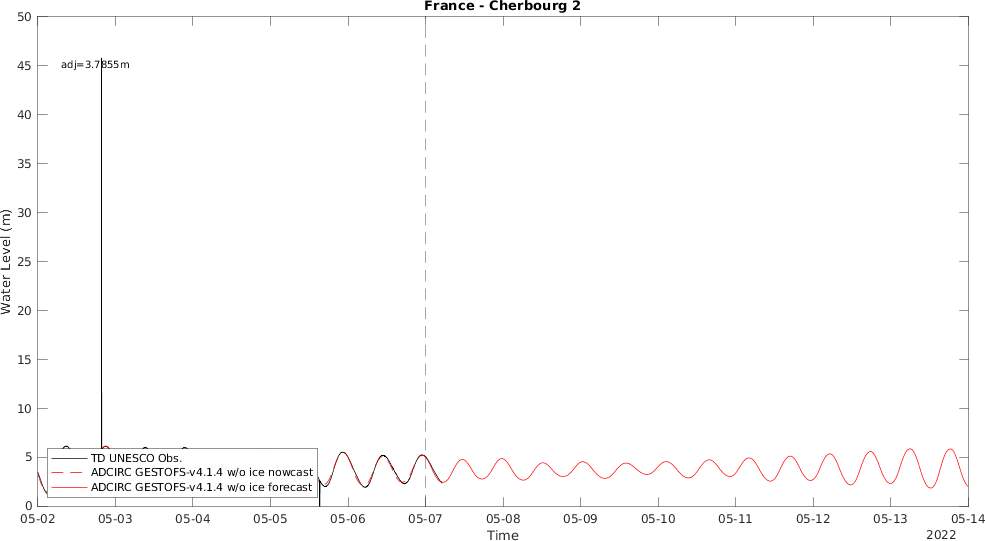 France - Cherbourg 2
50
45
40
35
30
25
20
15
10
5
0
Water Level (m)
adj=3.7855m
TD UNESCO Obs.
ADCIRC GESTOFS-v4.1.4 w/o ice nowcast
ADCIRC GESTOFS-v4.1.4 w/o ice forecast
05-02 05-03 05-04 05-05 05-06 05-07 05-08 05-09 05-10 05-11 05-12 05-13 05-14
Time
2022